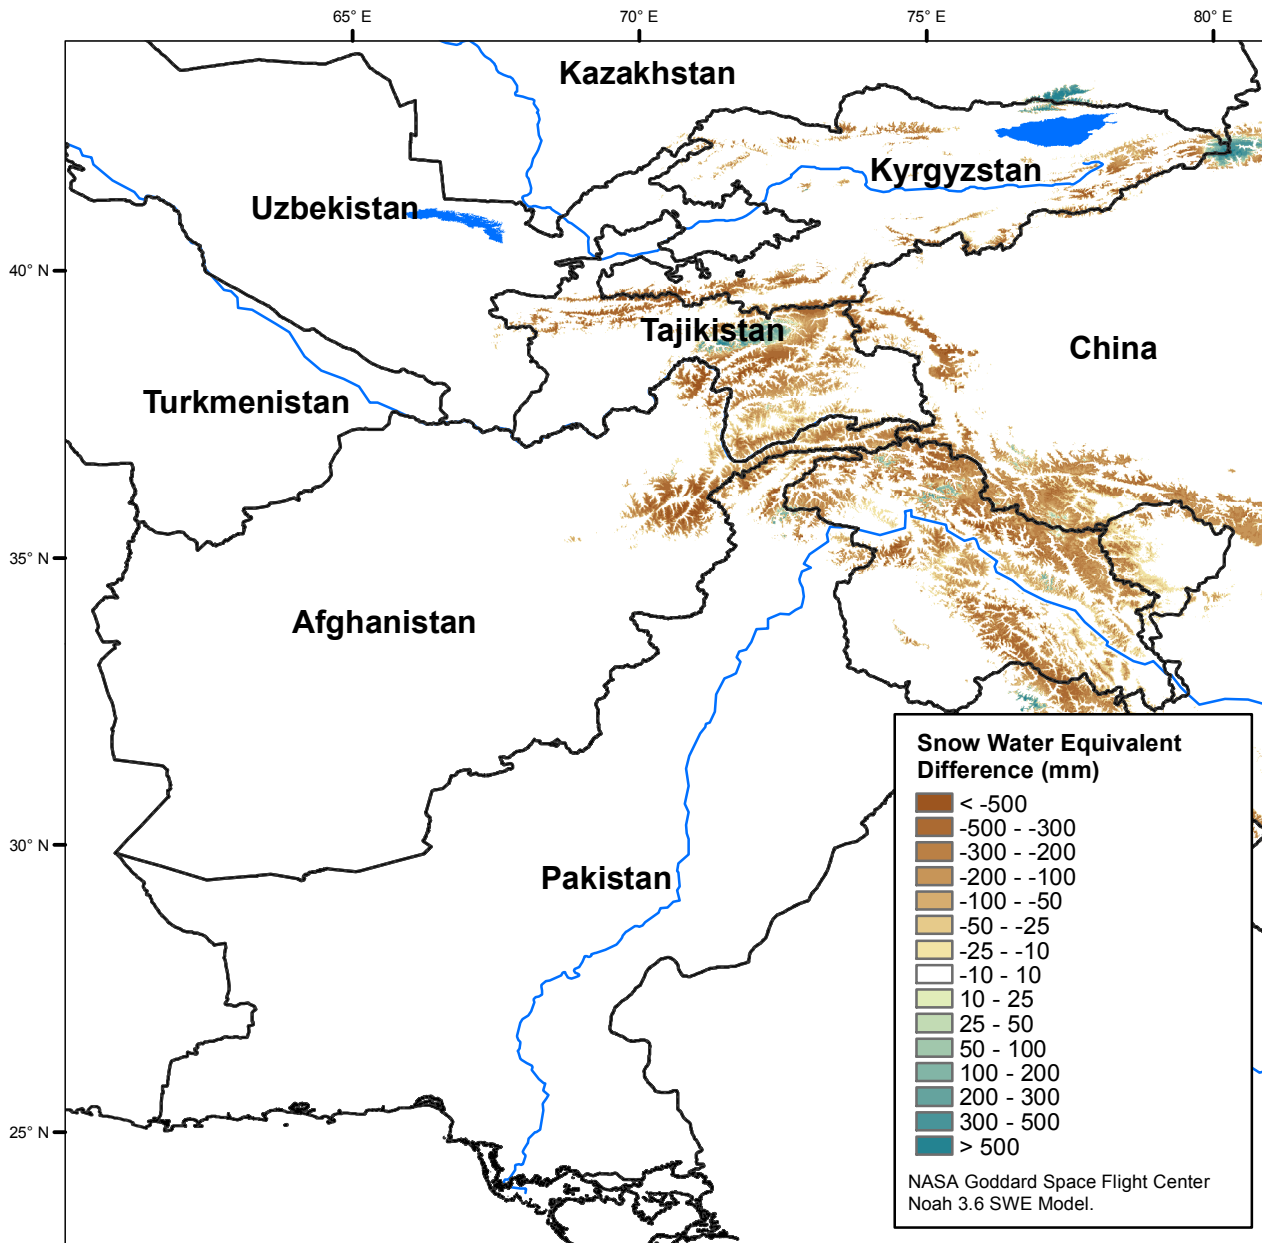 65° E
70° E
75° E
80° E
Kazakhstan
Kyrgyzstan
Uzbekistan
40° N
Tajikistan
China
Turkmenistan
35° N
Afghanistan
30° N
Pakistan
25° N
Snow Water Equivalent
Difference (mm)
< -500
-500 - -300
-300 - -200
-200 - -100
-100 - -50
-50 - -25
-25 - -10
-10 - 10
10 - 25
25 - 50
50 - 100
100 - 200
200 - 300
300 - 500
> 500
NASA Goddard Space Flight Center
Noah 3.6 SWE Model.